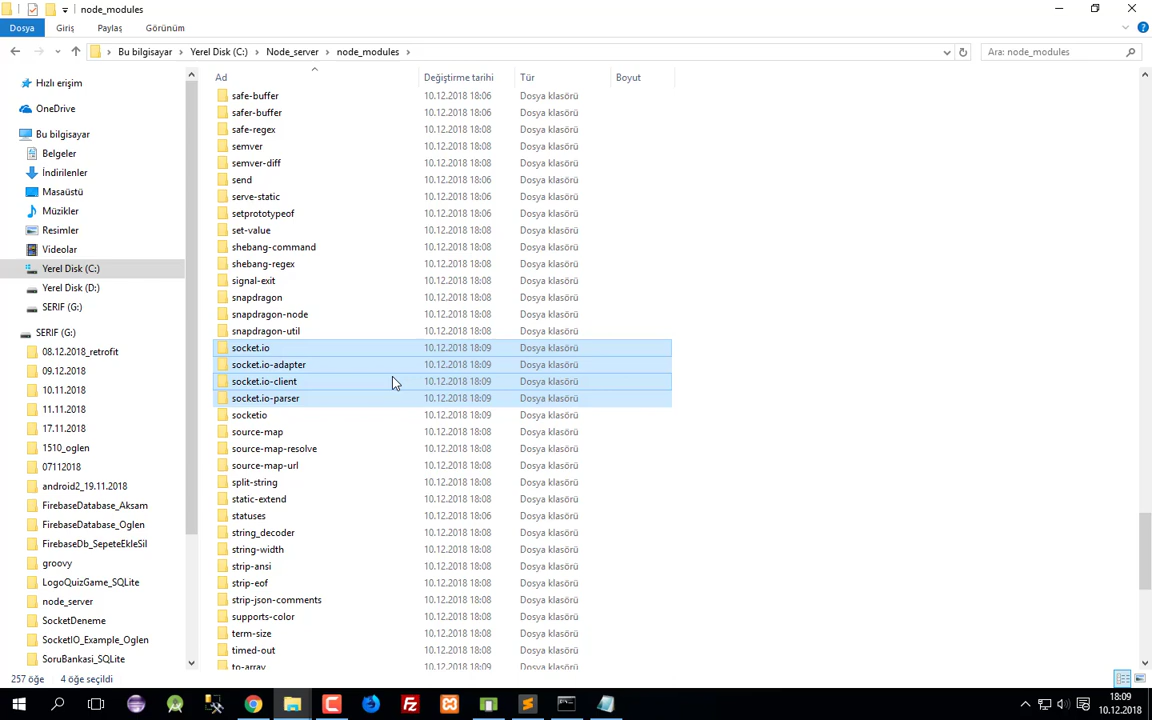 node_modules
Dosya Giriş Paylaş Görünüm
Bu bilgisayar Yerel Disk (C:) Node_server node_modules
Ara: node_modules
Ad Değiştirme tarihi Tür Boyut
Hızlı erişim
OneDrive
Bu bilgisayar
Belgeler
İndirilenler
Masaüstü
Müzikler
Resimler
Videolar
Yerel Disk (C:)
Yerel Disk (D:)
SERIF (G:)
SERIF (G:)
08.12.2018_retrofit
09.12.2018
10.11.2018
11.11.2018
17.11.2018
1510_oglen
07112018
android2_19.11.2018
FirebaseDatabase_Aksam
FirebaseDatabase_Oglen
FirebaseDb_SepeteEkleSil
groovy
LogoQuizGame_SQLite
node_server
SocketDeneme
SocketIO_Example_Oglen
SoruBankasi_SQLite
safe-buffer 10.12.2018 18:06 Dosya klasörü
safer-buffer 10.12.2018 18:06 Dosya klasörü
safe-regex 10.12.2018 18:08 Dosya klasörü
semver 10.12.2018 18:08 Dosya klasörü
semver-diff 10.12.2018 18:08 Dosya klasörü
send 10.12.2018 18:06 Dosya klasörü
serve-static 10.12.2018 18:06 Dosya klasörü
setprototypeof 10.12.2018 18:06 Dosya klasörü
set-value 10.12.2018 18:08 Dosya klasörü
shebang-command 10.12.2018 18:08 Dosya klasörü
shebang-regex 10.12.2018 18:08 Dosya klasörü
signal-exit 10.12.2018 18:08 Dosya klasörü
snapdragon 10.12.2018 18:08 Dosya klasörü
snapdragon-node 10.12.2018 18:08 Dosya klasörü
snapdragon-util 10.12.2018 18:08 Dosya klasörü
socket.io 10.12.2018 18:09 Dosya klasörü
socket.io-adapter 10.12.2018 18:09 Dosya klasörü
socket.io-client 10.12.2018 18:09 Dosya klasörü
socket.io-parser 10.12.2018 18:09 Dosya klasörü
socketio 10.12.2018 18:09 Dosya klasörü
source-map 10.12.2018 18:08 Dosya klasörü
source-map-resolve 10.12.2018 18:08 Dosya klasörü
source-map-url 10.12.2018 18:08 Dosya klasörü
split-string 10.12.2018 18:08 Dosya klasörü
static-extend 10.12.2018 18:08 Dosya klasörü
statuses 10.12.2018 18:06 Dosya klasörü
string_decoder 10.12.2018 18:08 Dosya klasörü
string-width 10.12.2018 18:08 Dosya klasörü
strip-ansi 10.12.2018 18:08 Dosya klasörü
strip-eof 10.12.2018 18:08 Dosya klasörü
strip-json-comments 10.12.2018 18:08 Dosya klasörü
supports-color 10.12.2018 18:08 Dosya klasörü
term-size 10.12.2018 18:08 Dosya klasörü
timed-out 10.12.2018 18:08 Dosya klasörü
to-array 10.12.2018 18:09 Dosya klasörü
257 öğe 4 öğe seçildi
18:09
10.12.2018